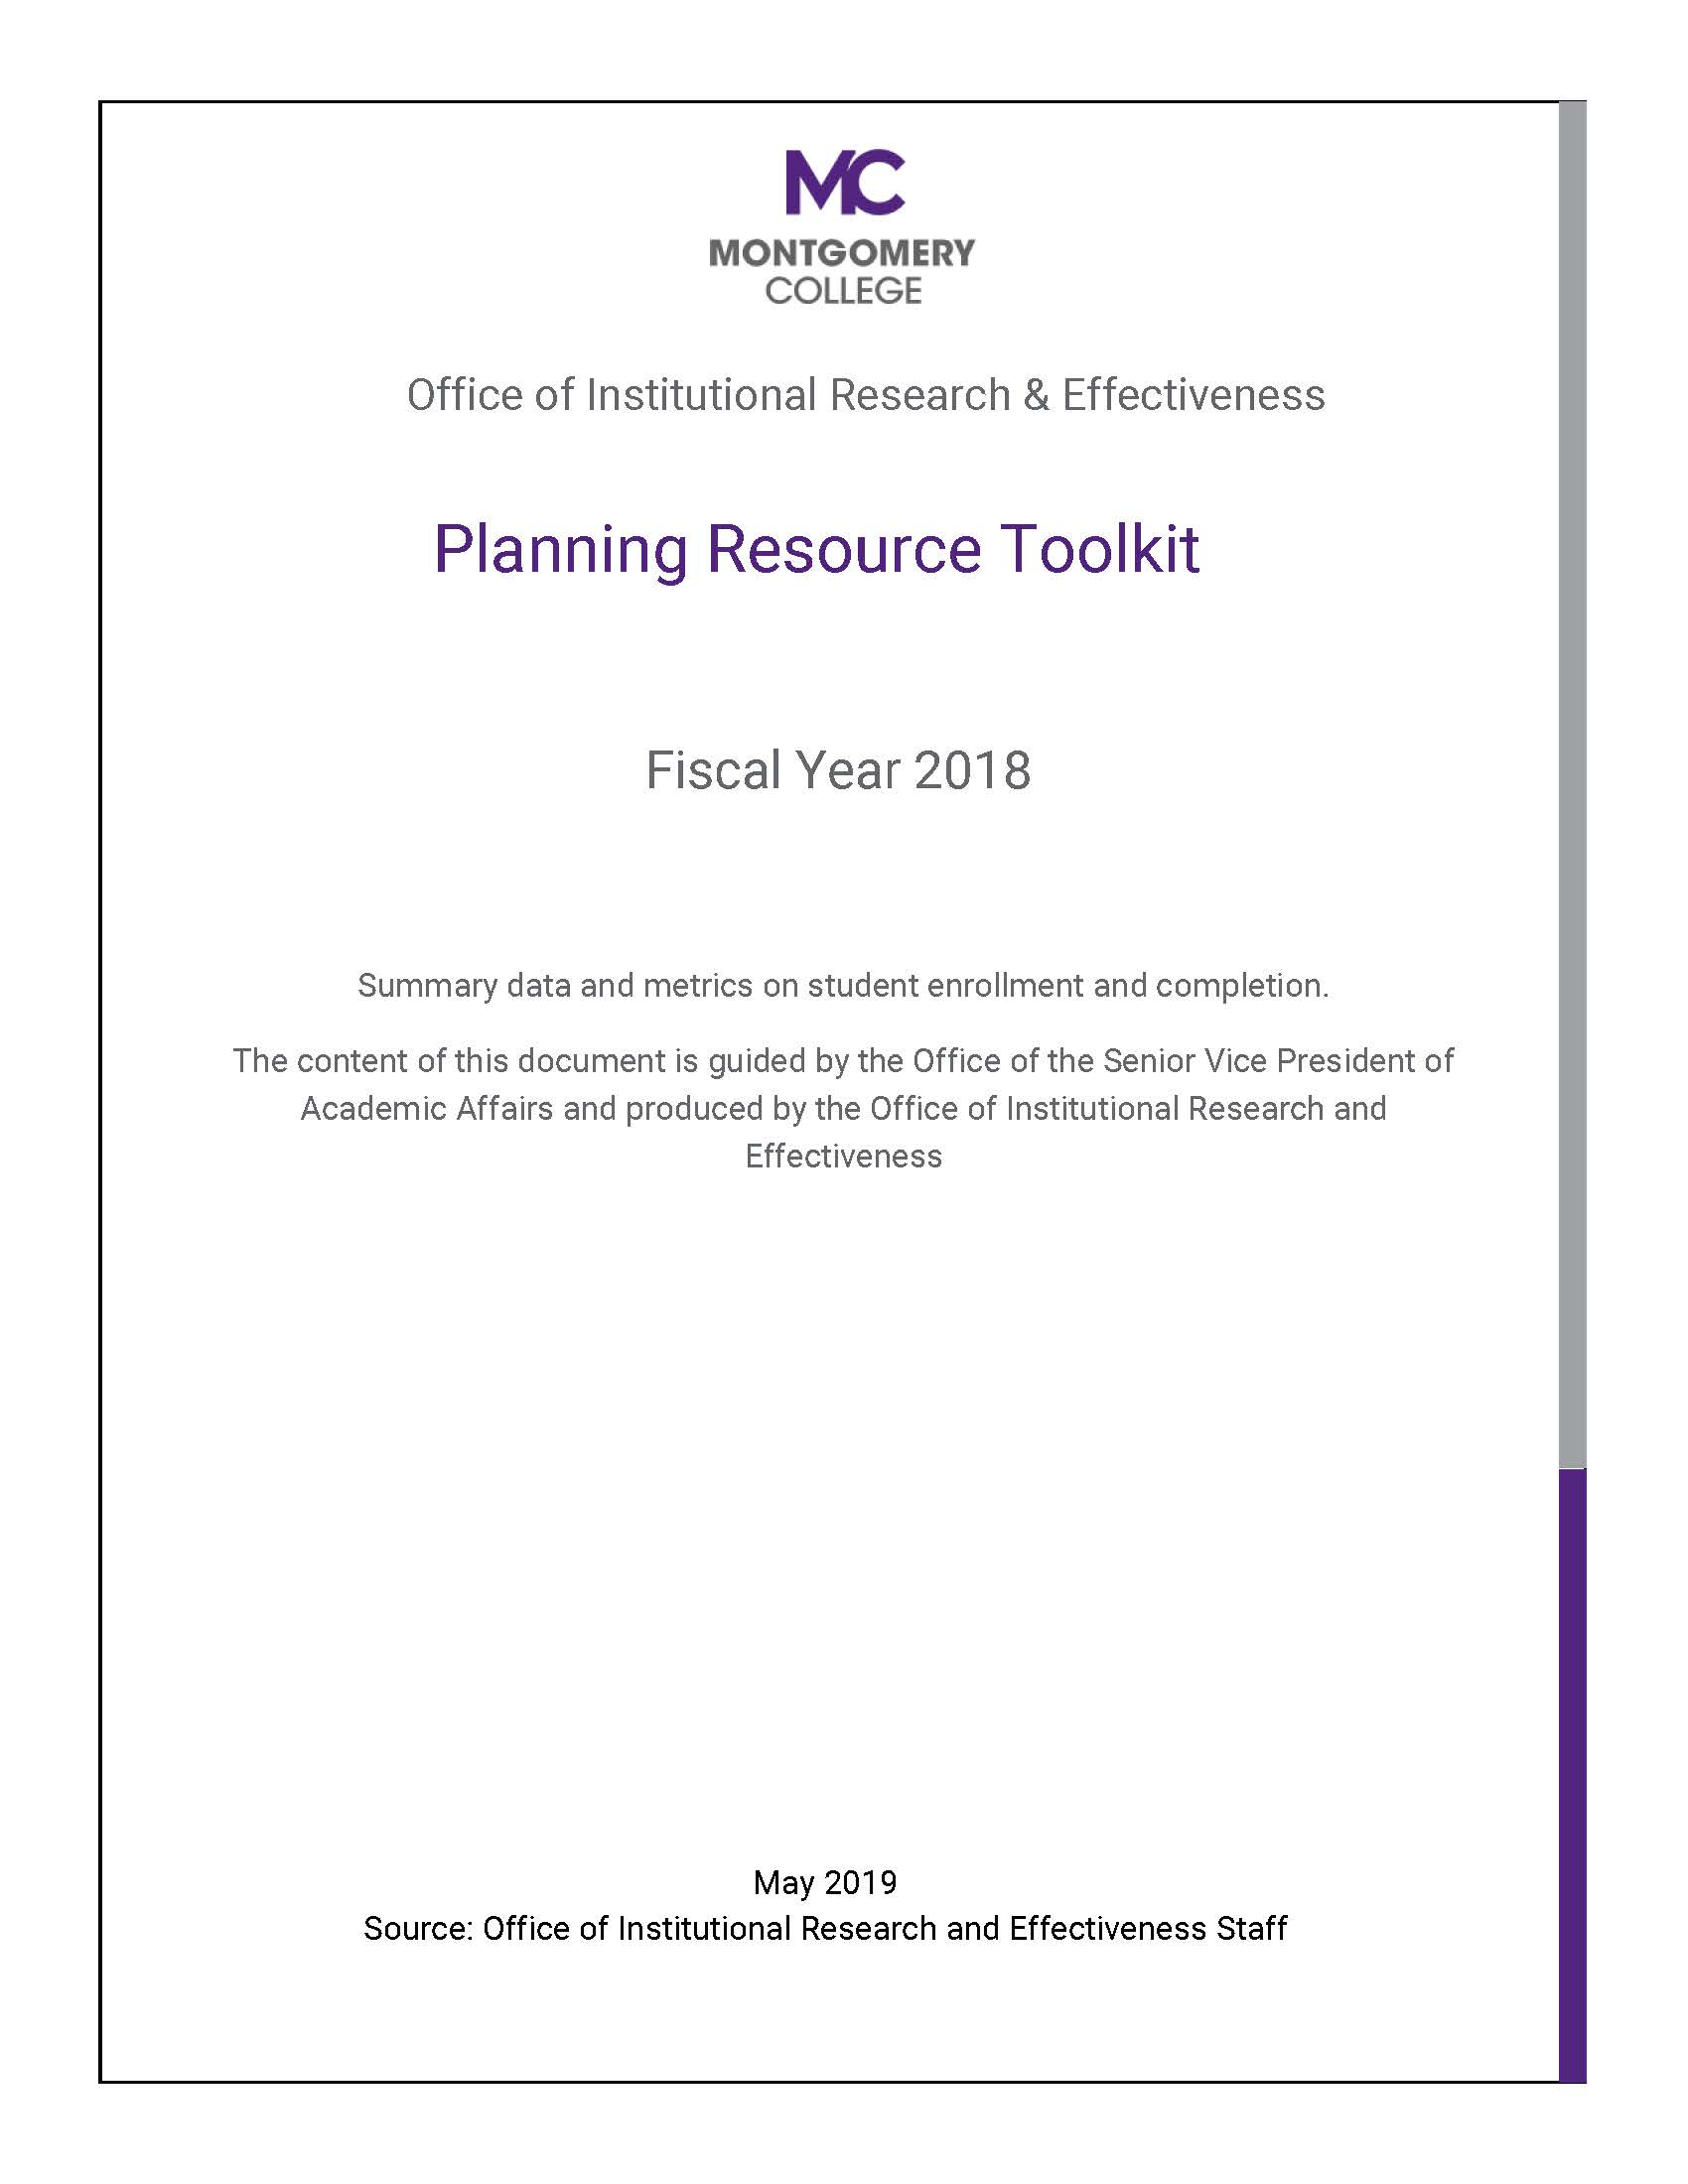 MC
MONTGOMERY
COLLEGE
Office of Institutional Research & Effectiveness
Planning Resource Toolkit
Fiscal Year 2018
Summary data and metrics on student enrollment and completion.
The content of this document is guided by the Office of the Senior Vice President of
Academic Affairs and produced by the Office of Institutional Research and
Effectiveness
May 2019
Source: Office of Institutional Research and Effectiveness Staff